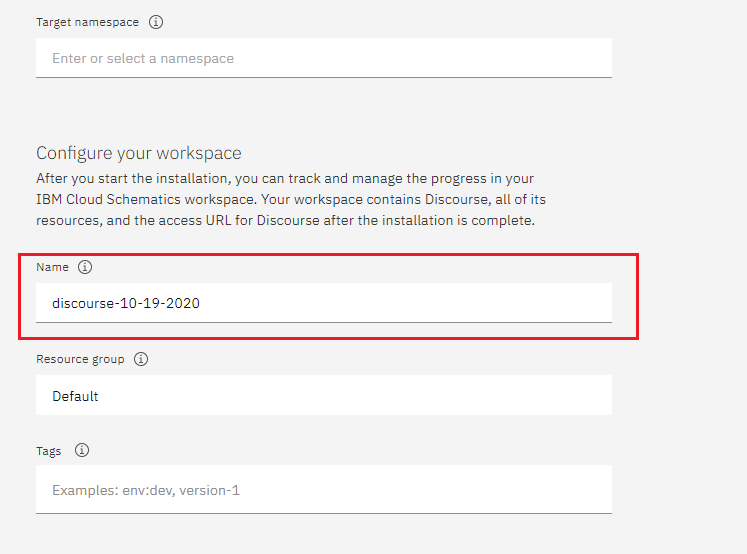 Target namespace
Enter or select a namespace
Configure your workspace
After you start the installation, you can track and manage the progress in your
IBM Cloud Schematics workspace. Your workspace contains Discourse, all of its
resources, and the access URL for Discourse after the installation is complete.
Name
discourse-10-19-2020
Resource group
Default
Tags
Examples: env:dev, version-1